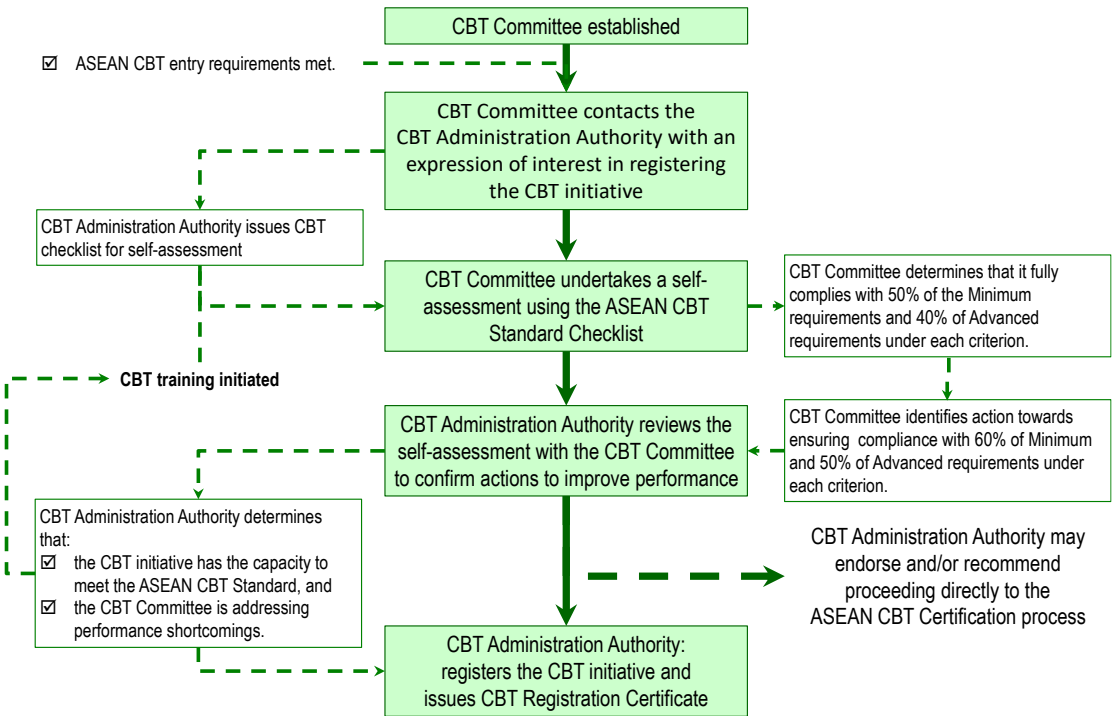 CBT Committee established
☑ ASEAN CBT entry requirements met.
CBT Committee contacts the
CBT Administration Authority with an
expression of interest in registering
the CBT initiative
CBT Administration Authority issues CBT
checklist for self-assessment
CBT Committee undertakes a self-
assessment using the ASEAN CBT
Standard Checklist
CBT Committee determines that it fully
complies with 50% of the Minimum
requirements and 40% of Advanced
requirements under each criterion.
CBT training initiated
CBT Administration Authority reviews the
self-assessment with the CBT Committee
to confirm actions to improve performance
CBT Committee identifies action towards
ensuring compliance with 60% of Minimum
and 50% of Advanced requirements under
each criterion.
CBT Administration Authority determines
that:
☑ the CBT initiative has the capacity to
meet the ASEAN CBT Standard, and
☑ the CBT Committee is addressing
performance shortcomings.
CBT Administration Authority may
endorse and/or recommend
proceeding directly to the
ASEAN CBT Certification process
CBT Administration Authority:
registers the CBT initiative and
issues CBT Registration Certificate